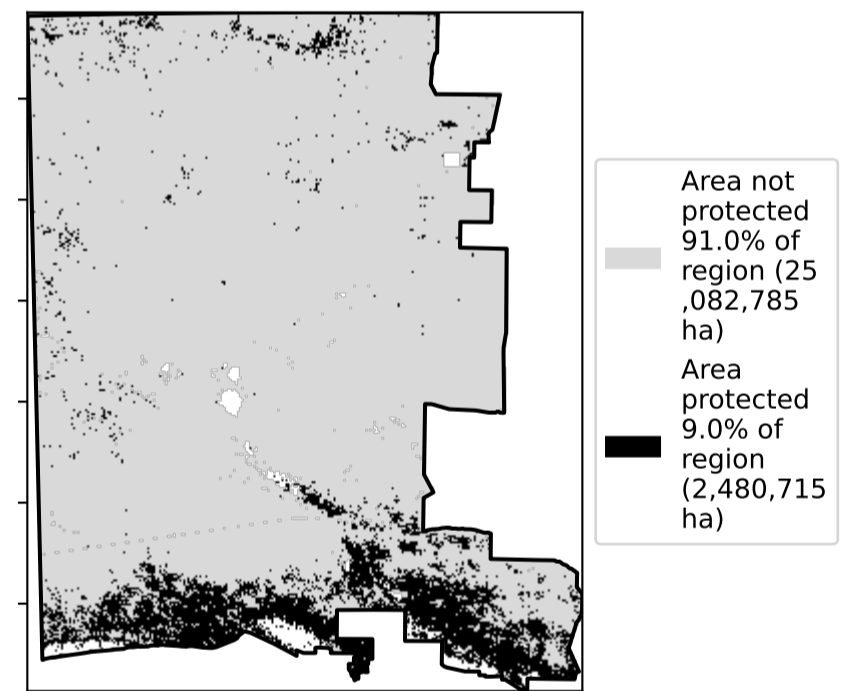 Area not
protected
91.0% of
region (25
,082,785
ha)
Area
protected
9.0% of
region
(2,480,715
ha)